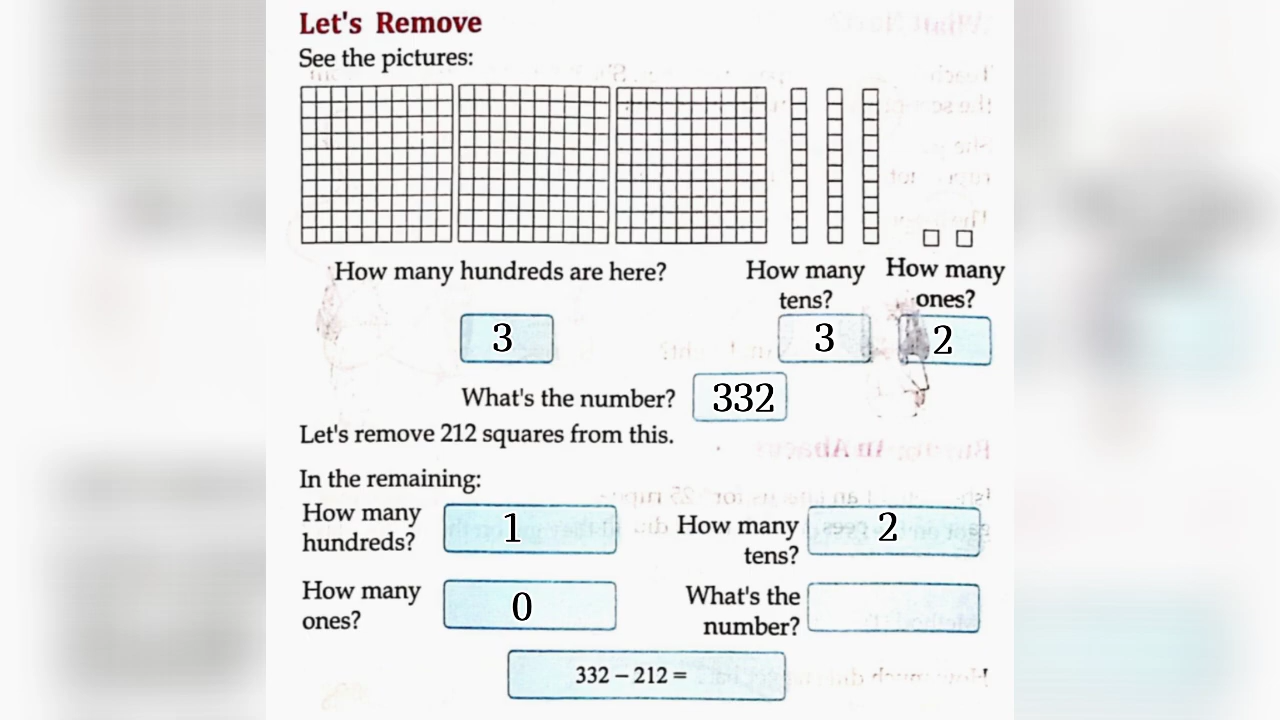 Let's Remove
See the pictures:
How many hundreds are here?
How many tens?
How many ones?
3
3
2
What's the number? 332
Let's remove 212 squares from this.
In the remaining:
How many hundreds? 1
How many tens? 2
How many ones? 0
What's the number?
332 – 212 =